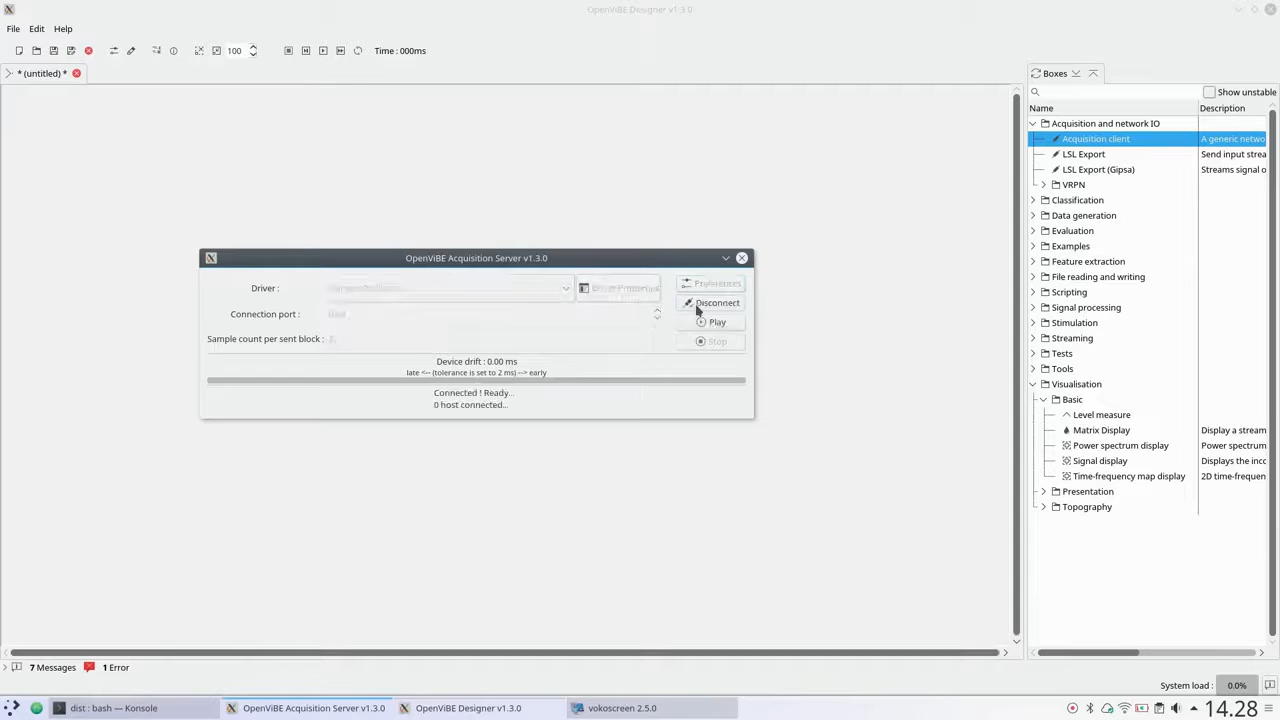 OpenViBE Designer v1.3.0
File Edit Help
100 Time : 000ms
* (untitled) *
Boxes
Show unstable
Name Description
Acquisition and network IO
Acquisition client A generic netwo
LSL Export Send input strea
LSL Export (Gipsa) Streams signal o
VRPN
Classification
Data generation
Evaluation
Examples
Feature extraction
File reading and writing
Scripting
Signal processing
Stimulation
Streaming
Tests
Tools
Visualisation
Basic
Level measure
Matrix Display Display a stream
Power spectrum display Power spectrum
Signal display Displays the inco
Time-frequency map display 2D time-frequen
Presentation
Topography
OpenViBE Acquisition Server v1.3.0
Driver :
Preferences
Disconnect
Connection port :
Play
Sample count per sent block :
Stop
Device drift : 0.00 ms
late <-- (tolerance is set to 2 ms) --> early
Connected ! Ready...
0 host connected...
7 Messages 1 Error
System load : 0.0%
dist : bash — Konsole OpenViBE Acquisition Server v1.3.0 OpenViBE Designer v1.3.0 vokoscreen 2.5.0 14.28